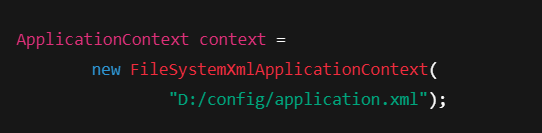 ApplicationContext context =
new FileSystemXmlApplicationContext(
"D:/config/application.xml");